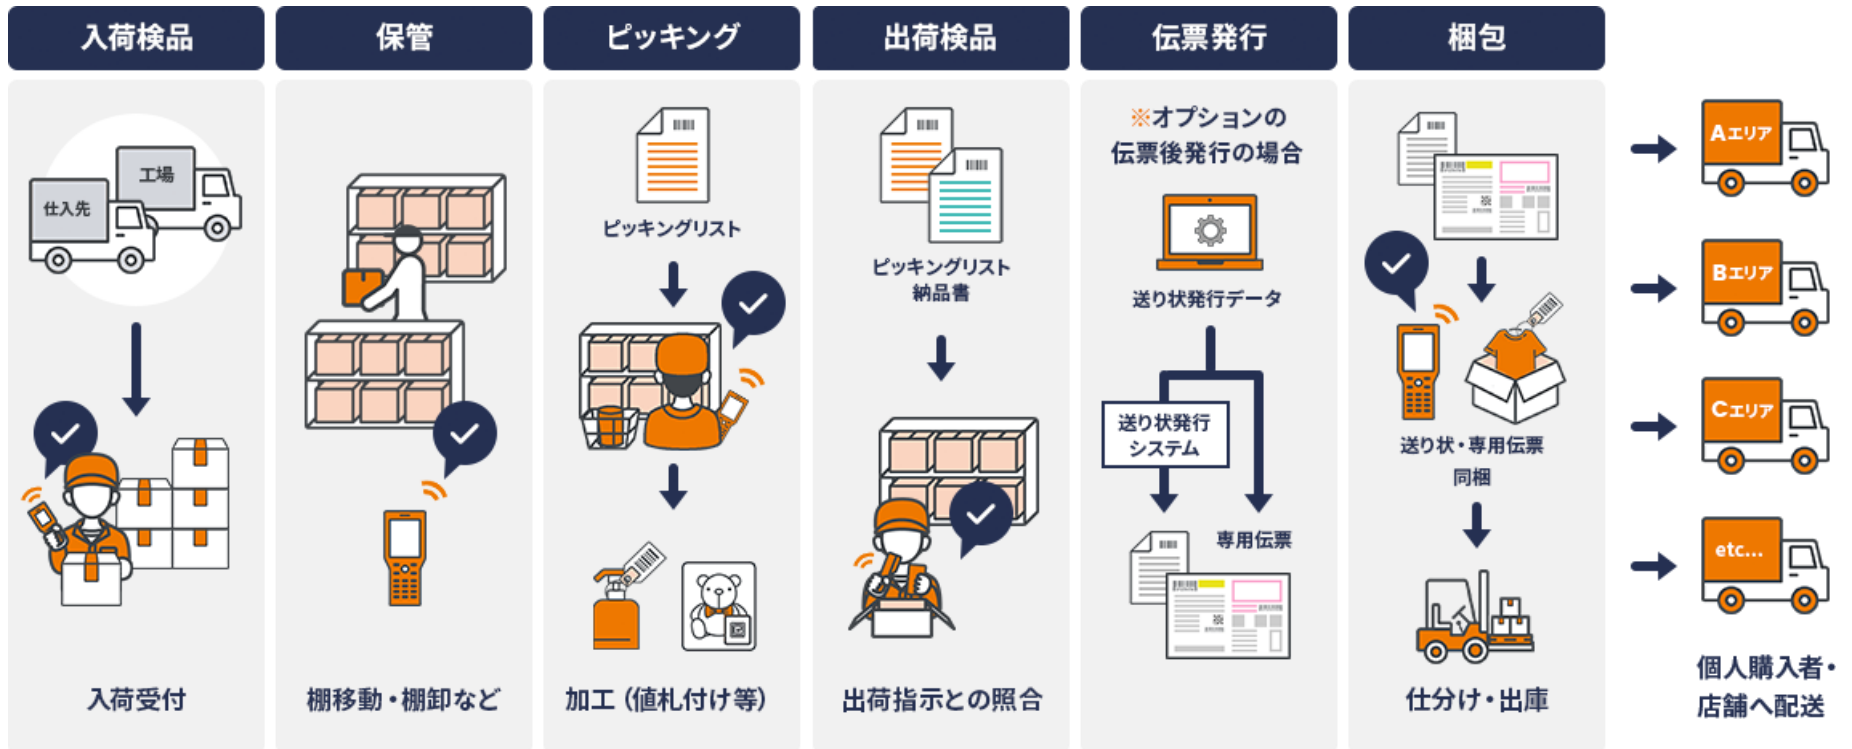 入荷検品
仕入先
工場
入荷受付
保管
棚移動・棚卸など
ピッキング
ピッキングリスト
加工（値札付け等）
出荷検品
ピッキングリスト
納品書
出荷指示との照合
伝票発行
※オプションの
伝票後発行の場合
送り状発行データ
送り状発行
システム
専用伝票
梱包
送り状・専用伝票
同梱
仕分け・出庫
Aエリア
Bエリア
Cエリア
etc...
個人購入者・
店舗へ配送